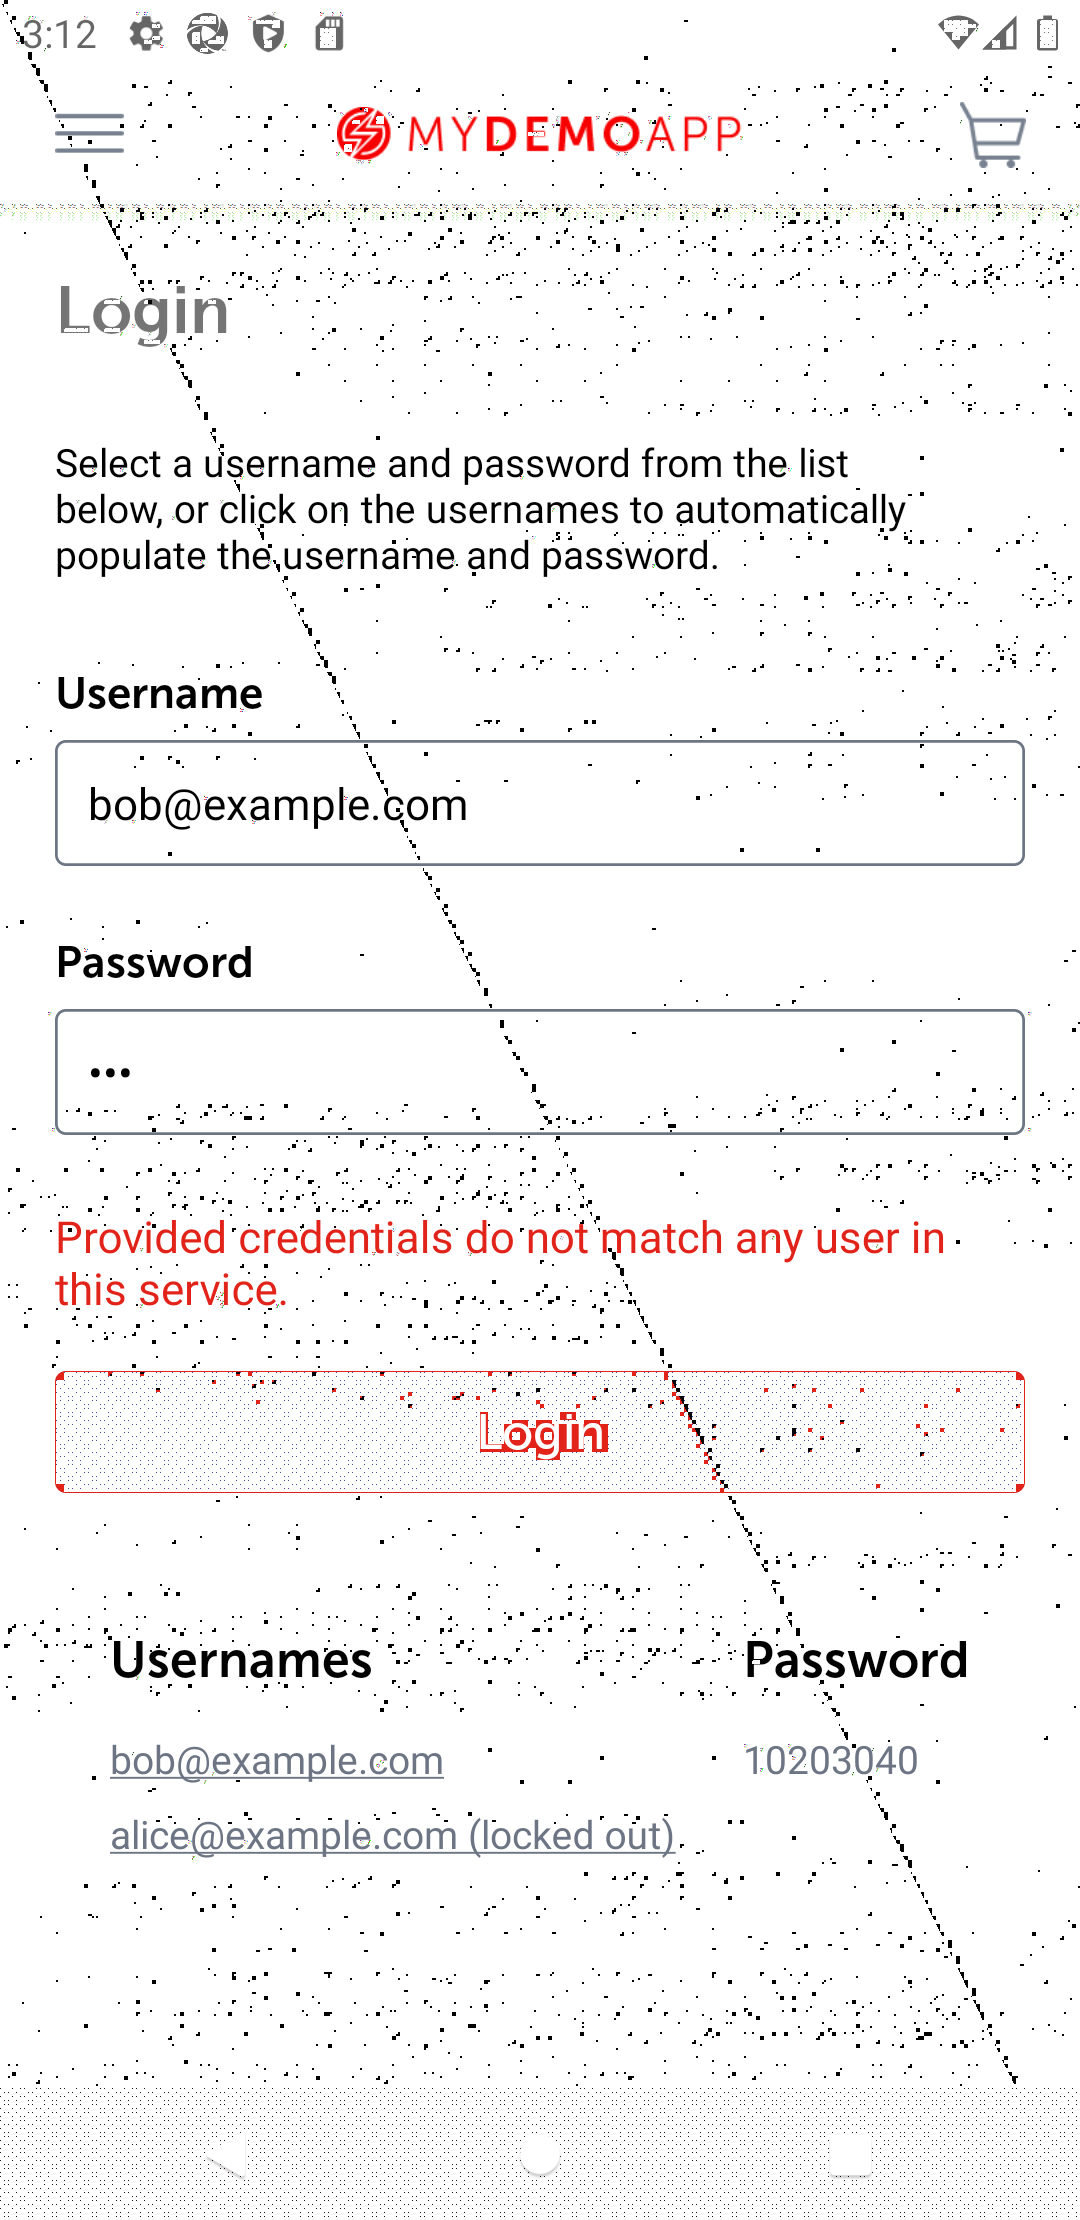 3:12
MYDEMOAPP
Login
Select a username and password from the list
below, or click on the usernames to automatically
populate the username and password.
Username
bob@example.com
Password
•••
Provided credentials do not match any user in
this service.
Login
Usernames Password
bob@example.com 10203040
alice@example.com (locked out)